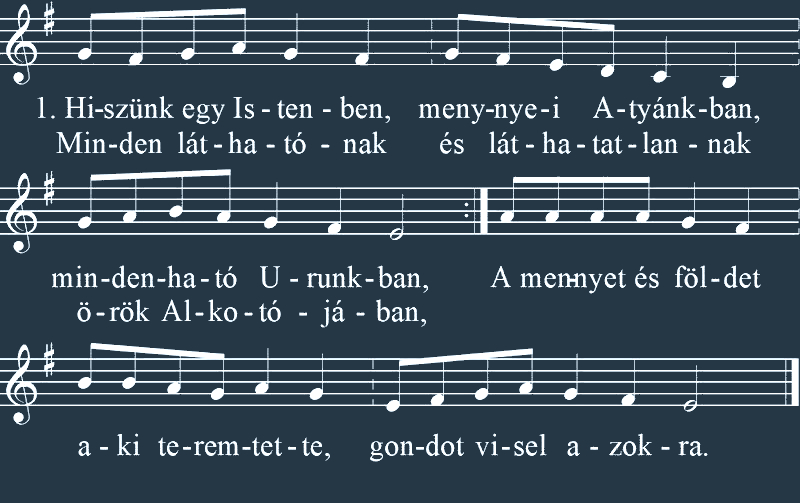 1. Hi-szünk egy Is-ten-ben, meny-nye-i A-tyánk-ban,
Min-den lát-ha-tó-nak és lát-ha-tat-lan-nak
min-den-ha-tó U-runk-ban, A men-nyet és föl-det
ö-rök Al-ko-tó-já-ban,
a-ki te-rem-tet-te, gon-dot vi-sel a-zok-ra.